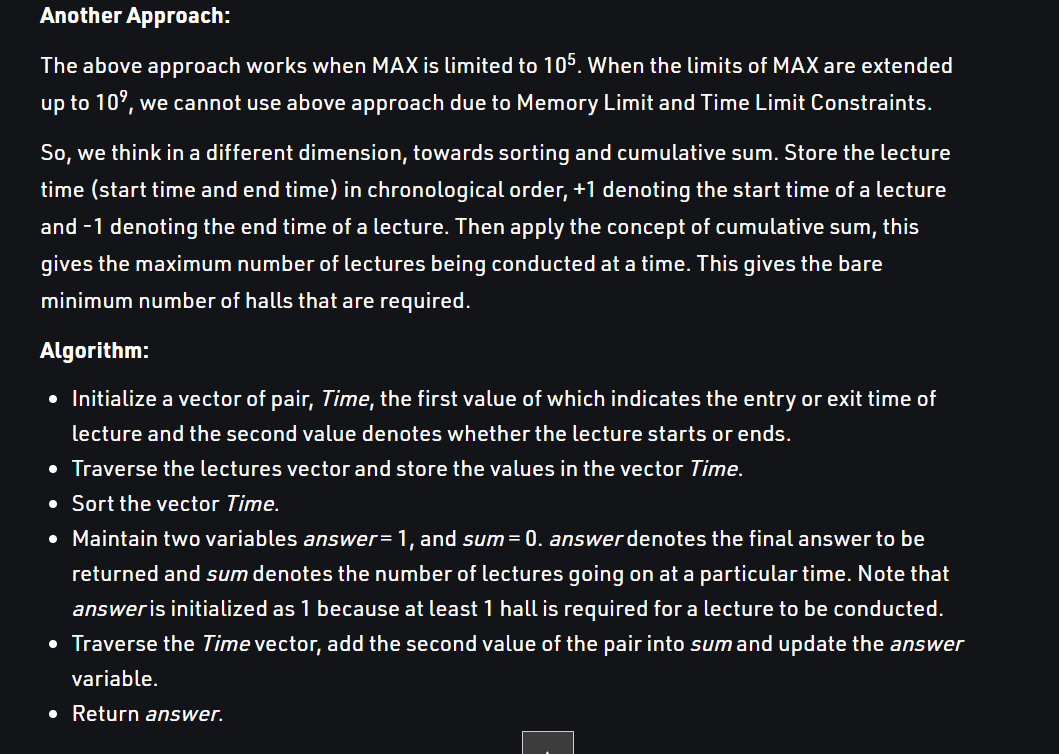 Another Approach:
The above approach works when MAX is limited to 10⁵. When the limits of MAX are extended
up to 10⁹, we cannot use above approach due to Memory Limit and Time Limit Constraints.
So, we think in a different dimension, towards sorting and cumulative sum. Store the lecture
time (start time and end time) in chronological order, +1 denoting the start time of a lecture
and -1 denoting the end time of a lecture. Then apply the concept of cumulative sum, this
gives the maximum number of lectures being conducted at a time. This gives the bare
minimum number of halls that are required.
Algorithm:
• Initialize a vector of pair, Time, the first value of which indicates the entry or exit time of
lecture and the second value denotes whether the lecture starts or ends.
• Traverse the lectures vector and store the values in the vector Time.
• Sort the vector Time.
• Maintain two variables answer = 1, and sum = 0. answer denotes the final answer to be
returned and sum denotes the number of lectures going on at a particular time. Note that
answer is initialized as 1 because at least 1 hall is required for a lecture to be conducted.
• Traverse the Time vector, add the second value of the pair into sum and update the answer
variable.
• Return answer.